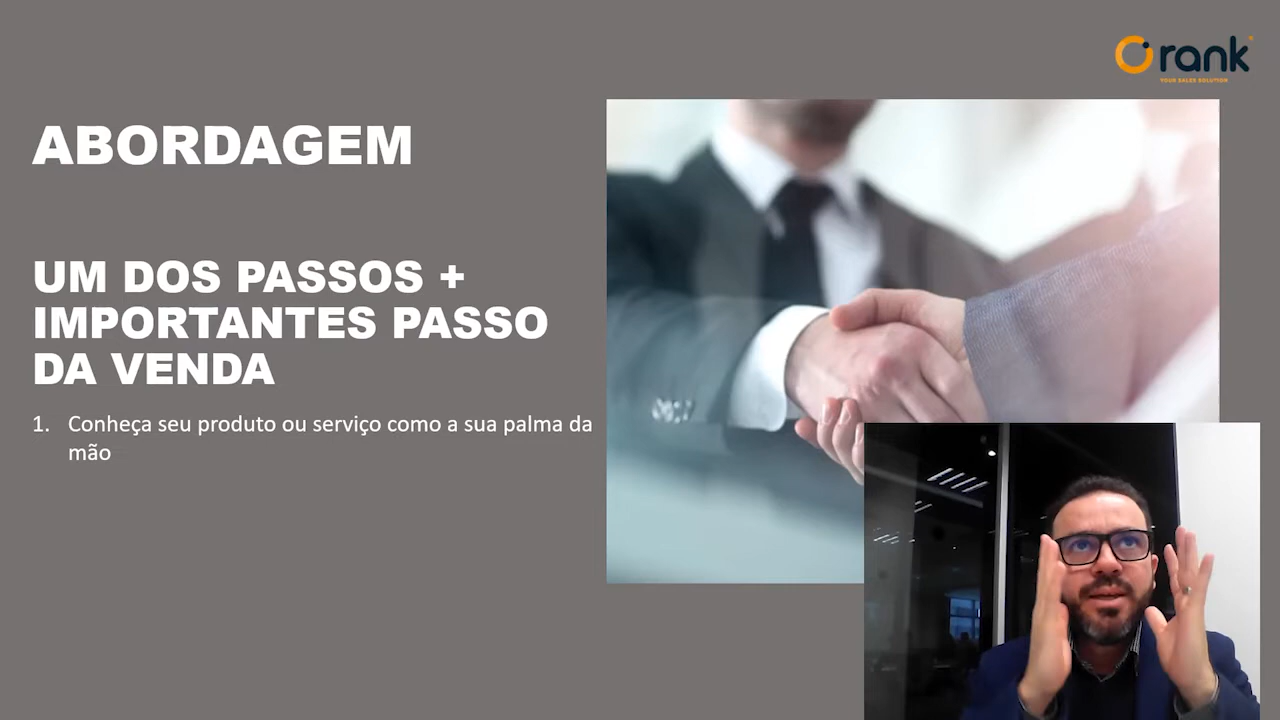 Orank
YOUR SALES SOLUTION
ABORDAGEM
UM DOS PASSOS +
IMPORTANTES PASSO
DA VENDA
1. Conheça seu produto ou serviço como a sua palma da
mão